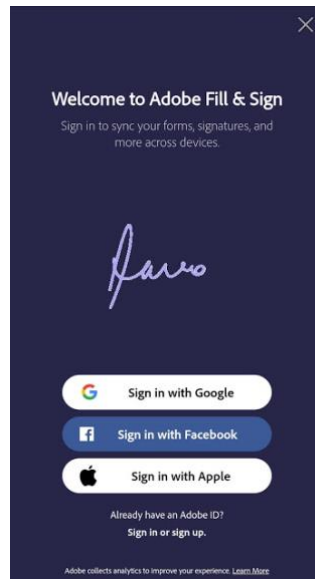 Welcome to Adobe Fill & Sign
Sign in to sync your forms, signatures, and
more across devices.
Sign in with Google
Sign in with Facebook
Sign in with Apple
Already have an Adobe ID?
Sign in or sign up.
Adobe collects analytics to improve your experience. Learn More